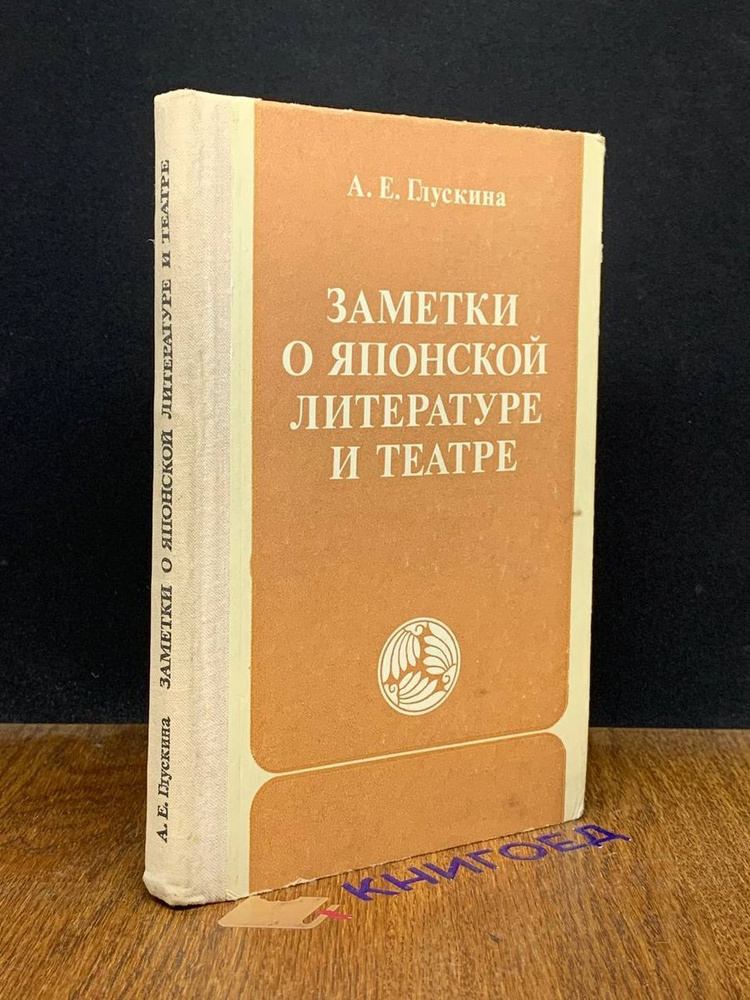 А. Е. Глускина
ЗАМЕТКИ
О ЯПОНСКОЙ
ЛИТЕРАТУРЕ
И ТЕАТРЕ
А. Е. Глускина ЗАМЕТКИ О ЯПОНСКОЙ ЛИТЕРАТУРЕ И ТЕАТРЕ
КНИГОЕД